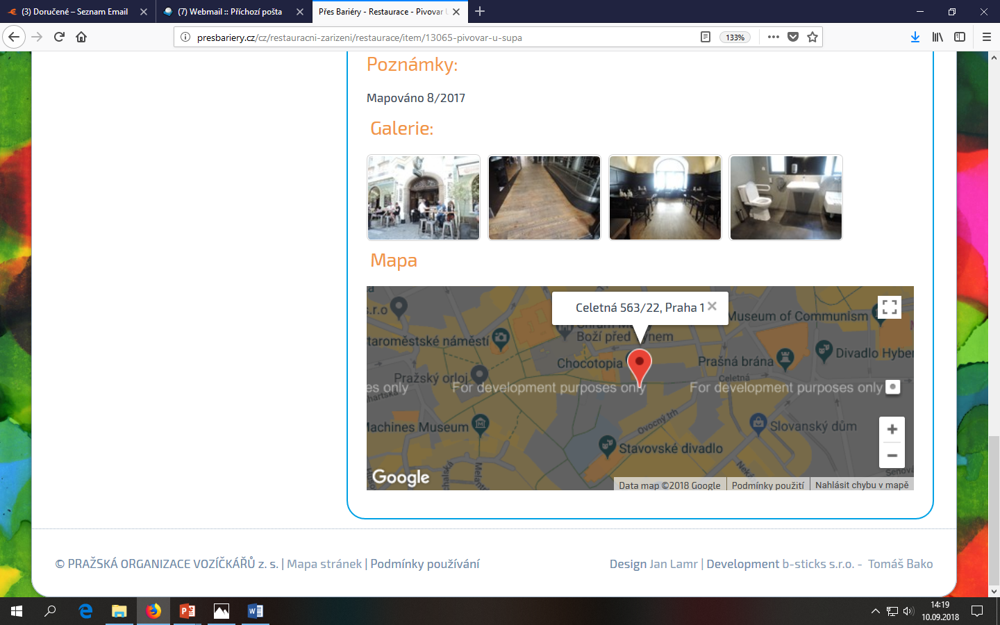 (3) Doručené – Seznam Email
(7) Webmail :: Příchozí pošta
Přes Bariéry - Restaurace - Pivovar
presbariery.cz/cz/restauracni-zarizeni/restaurace/item/13065-pivovar-u-supa
133%
Poznámky:
Mapováno 8/2017
Galerie:
Mapa
Celetná 563/22, Praha 1
s.r.o
Museum of Communism
Boží před
Staroměstské náměstí
Chocotopia
Prašná brána
Divadlo Hyber
Pražský orloj
Celetná
es only
For development purposes only
For development purposes only
Machines Museum
Ovocný trh
Slovanský dům
Stavovské divadlo
Google
Data map ©2018 Google
Podmínky použití
Nahlásit chybu v mapě
© PRAŽSKÁ ORGANIZACE VOZÍČKÁŘŮ z. s. | Mapa stránek | Podmínky používání
Design Jan Lamr | Development b-sticks s.r.o. - Tomáš Bako
14:19
10.09.2018